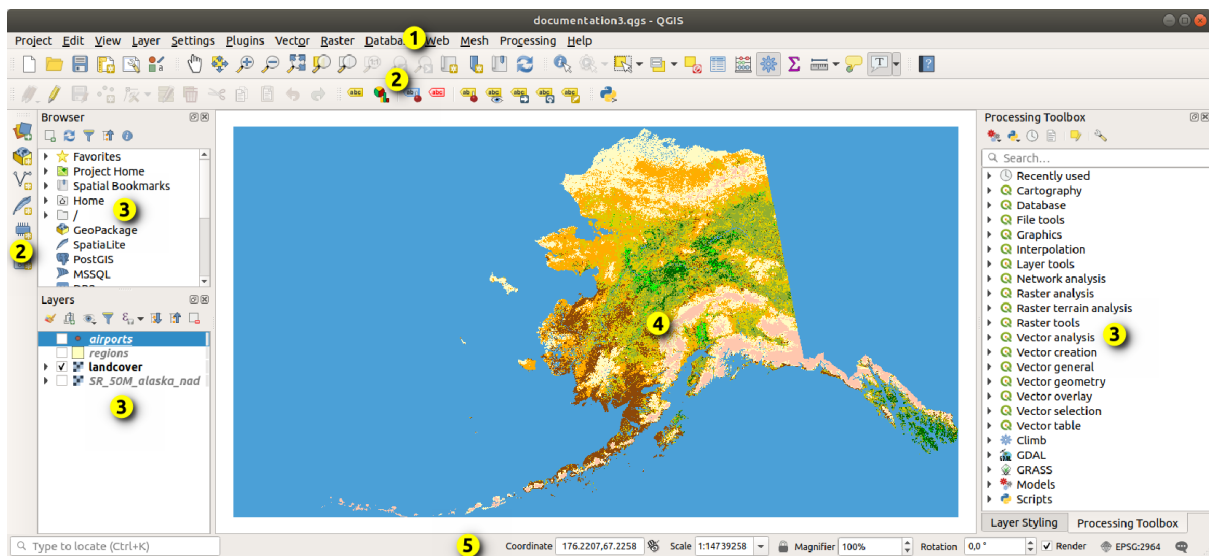 documentation3.qgs - QGIS
Project Edit View Layer Settings Plugins Vector Raster Database Web Mesh Processing Help
1
2
abc
abc
Browser
Favorites
Project Home
Spatial Bookmarks
Home
/
GeoPackage
SpatiaLite
PostGIS
MSSQL
3
2
Layers
airports
regions
landcover
SR_50M_alaska_nad
3
4
Processing Toolbox
Search...
Recently used
Cartography
Database
File tools
Graphics
Interpolation
Layer tools
Network analysis
Raster analysis
Raster terrain analysis
Raster tools
Vector analysis
Vector creation
Vector general
Vector geometry
Vector overlay
Vector selection
Vector table
Climb
GDAL
GRASS
Models
Scripts
3
Layer Styling Processing Toolbox
Type to locate (Ctrl+K) 5 Coordinate 176.2207,67.2258 Scale 1:14739258 Magnifier 100% Rotation 0,0 ° Render EPSG:2964